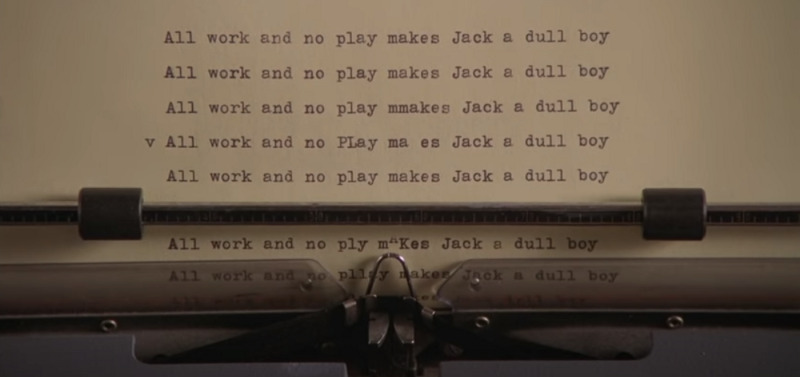 All work and no play makes Jack a dull boy
All work and no play makes Jack a dull boy
All work and no play mmakes Jack a dull boy
v All work and no PLay ma es Jack a dull boy
All work and no play makes Jack a dull boy
All work and no ply m^Kes Jack a dull boy
All work and no pllay makes Jack a dull boy